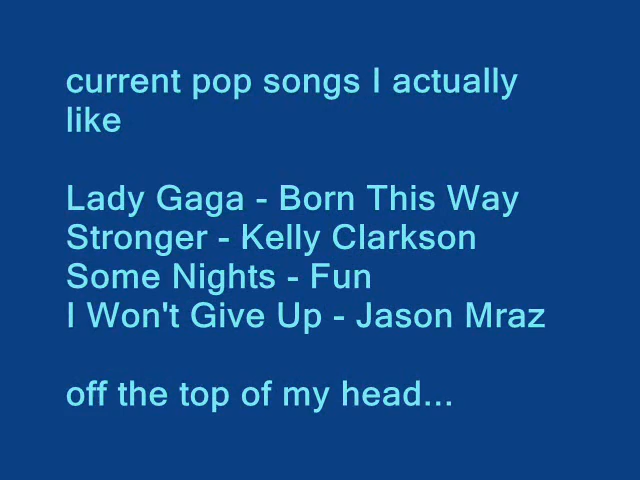 current pop songs I actually
like
Lady Gaga - Born This Way
Stronger - Kelly Clarkson
Some Nights - Fun
I Won't Give Up - Jason Mraz
off the top of my head...